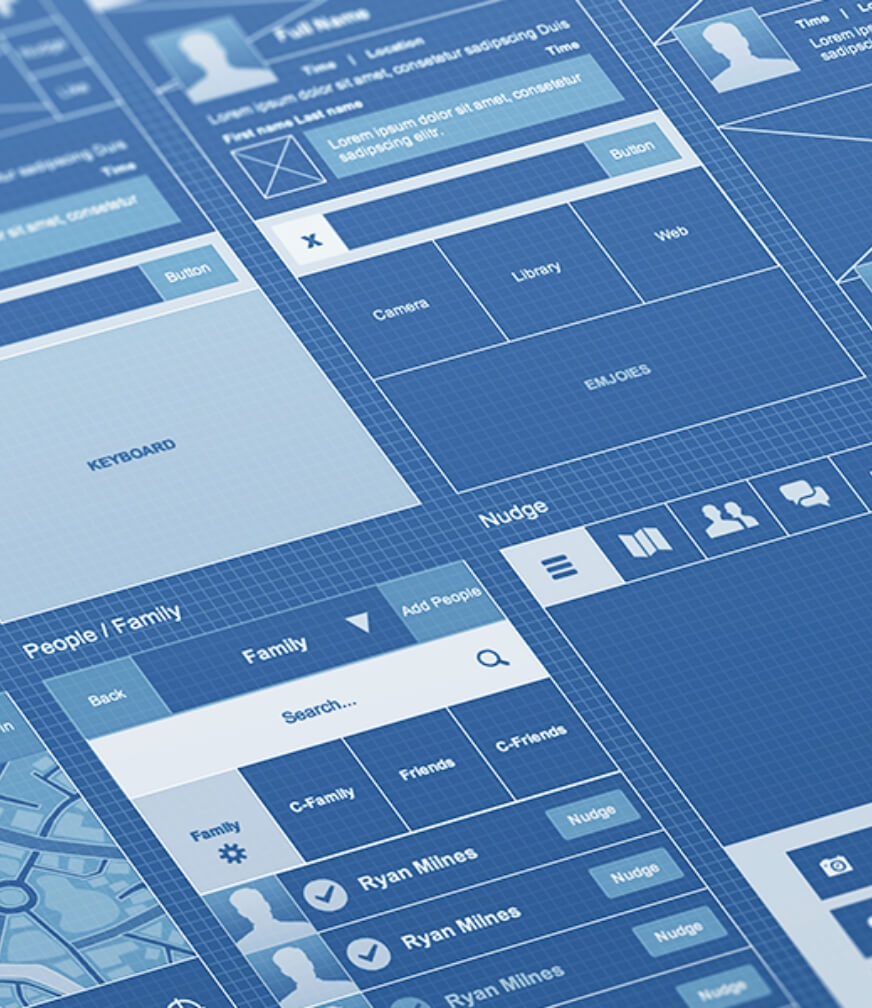 Nudge
Like
Full Name
Time | Location
Lorem ipsum dolor sit amet, consetetur sadipscing Duis
Time
First name Last name
Lorem ipsum dolor sit amet, consetetur
sadipscing elitr.
Button
x
Camera
Library
Web
EMJOIES
Time
Lorem
sadipsc
sadipscing Duis
Time
sit amet, consetetur
Button
KEYBOARD
Nudge
People / Family
Back
Family
Add People
Search...
Family
C-Family
Friends
C-Friends
Ryan Milnes
Nudge
Ryan Milnes
Nudge
Ryan Milnes
Nudge
Nudge
in